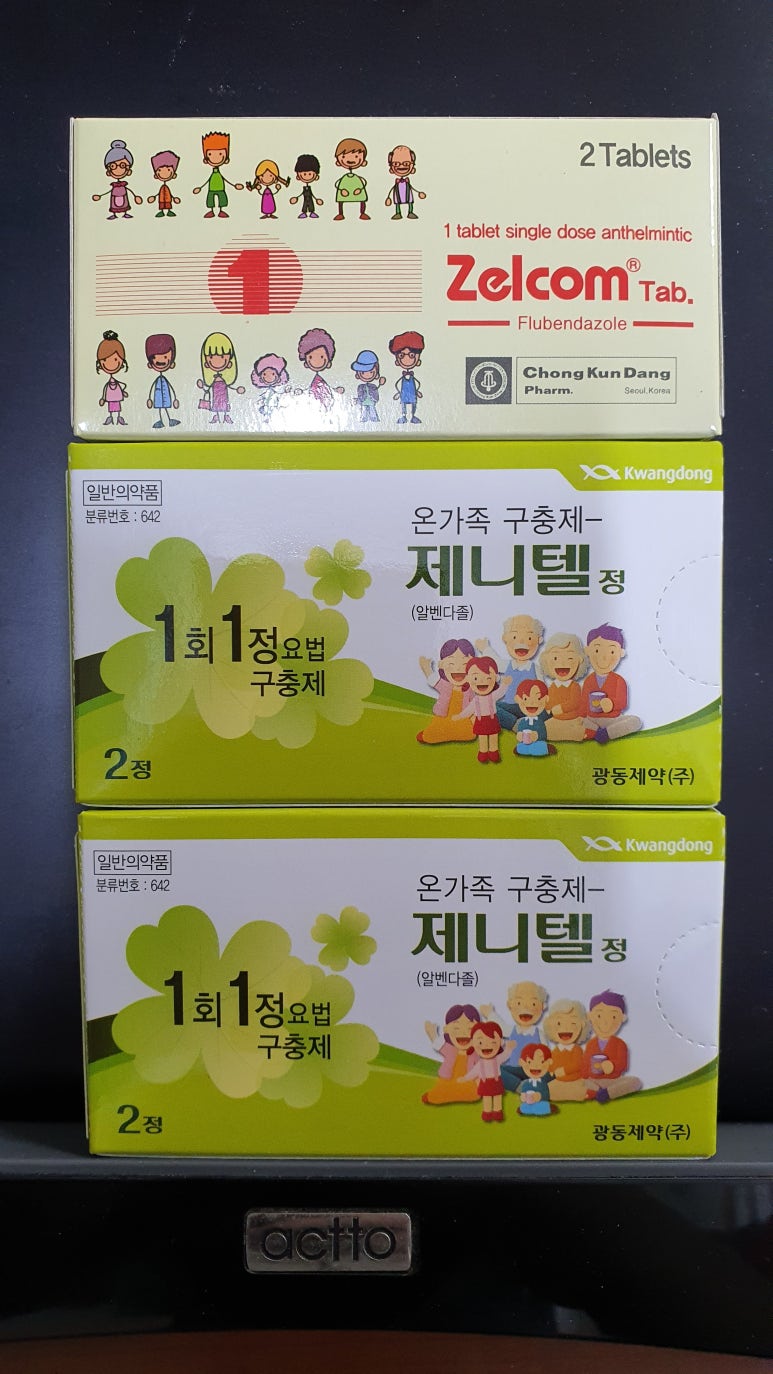 2 Tablets
1 tablet single dose anthelmintic
1
Zelcom® Tab.
Flubendazole
Chong Kun Dang
Pharm. Seoul, Korea
Kwangdong
일반의약품
분류번호 : 642
온가족 구충제-
제니텔 정
(알벤다졸)
1회1정요법
구충제
2정
광동제약(주)
Kwangdong
일반의약품
분류번호 : 642
온가족 구충제-
제니텔 정
(알벤다졸)
1회1정요법
구충제
2정
광동제약(주)
actto